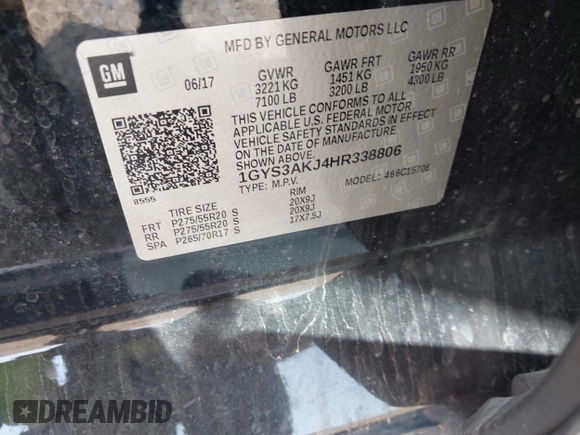 MFD BY GENERAL MOTORS LLC
GM
06/17
GVWR GAWR FRT GAWR RR
3221 KG 1451 KG 1950 KG
7100 LB 3200 LB 4300 LB
THIS VEHICLE CONFORMS TO ALL
APPLICABLE U.S. FEDERAL MOTOR
VEHICLE SAFETY STANDARDS IN EFFECT
ON THE DATE OF MANUFACTURE
1GYS3AKJ4HR338806
TYPE: M.P.V. MODEL: 466C15706
8555
TIRE SIZE RIM
FRT P275/55R20 S 20X9J
RR P275/55R20 S 20X9J
SPA P265/70R17 S 17X7.5J
DREAMBID